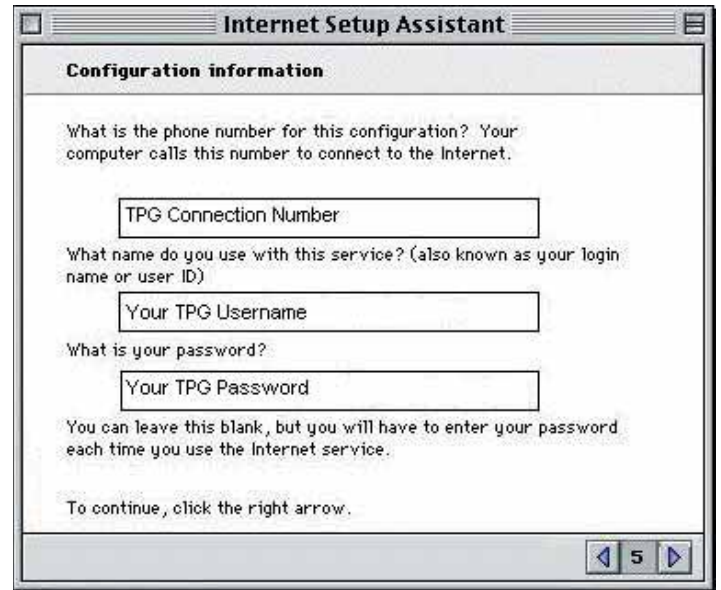 Internet Setup Assistant
Configuration information
What is the phone number for this configuration? Your
computer calls this number to connect to the Internet.
TPG Connection Number
What name do you use with this service? (also known as your login
name or user ID)
Your TPG Username
What is your password?
Your TPG Password
You can leave this blank, but you will have to enter your password
each time you use the Internet service.
To continue, click the right arrow.
5